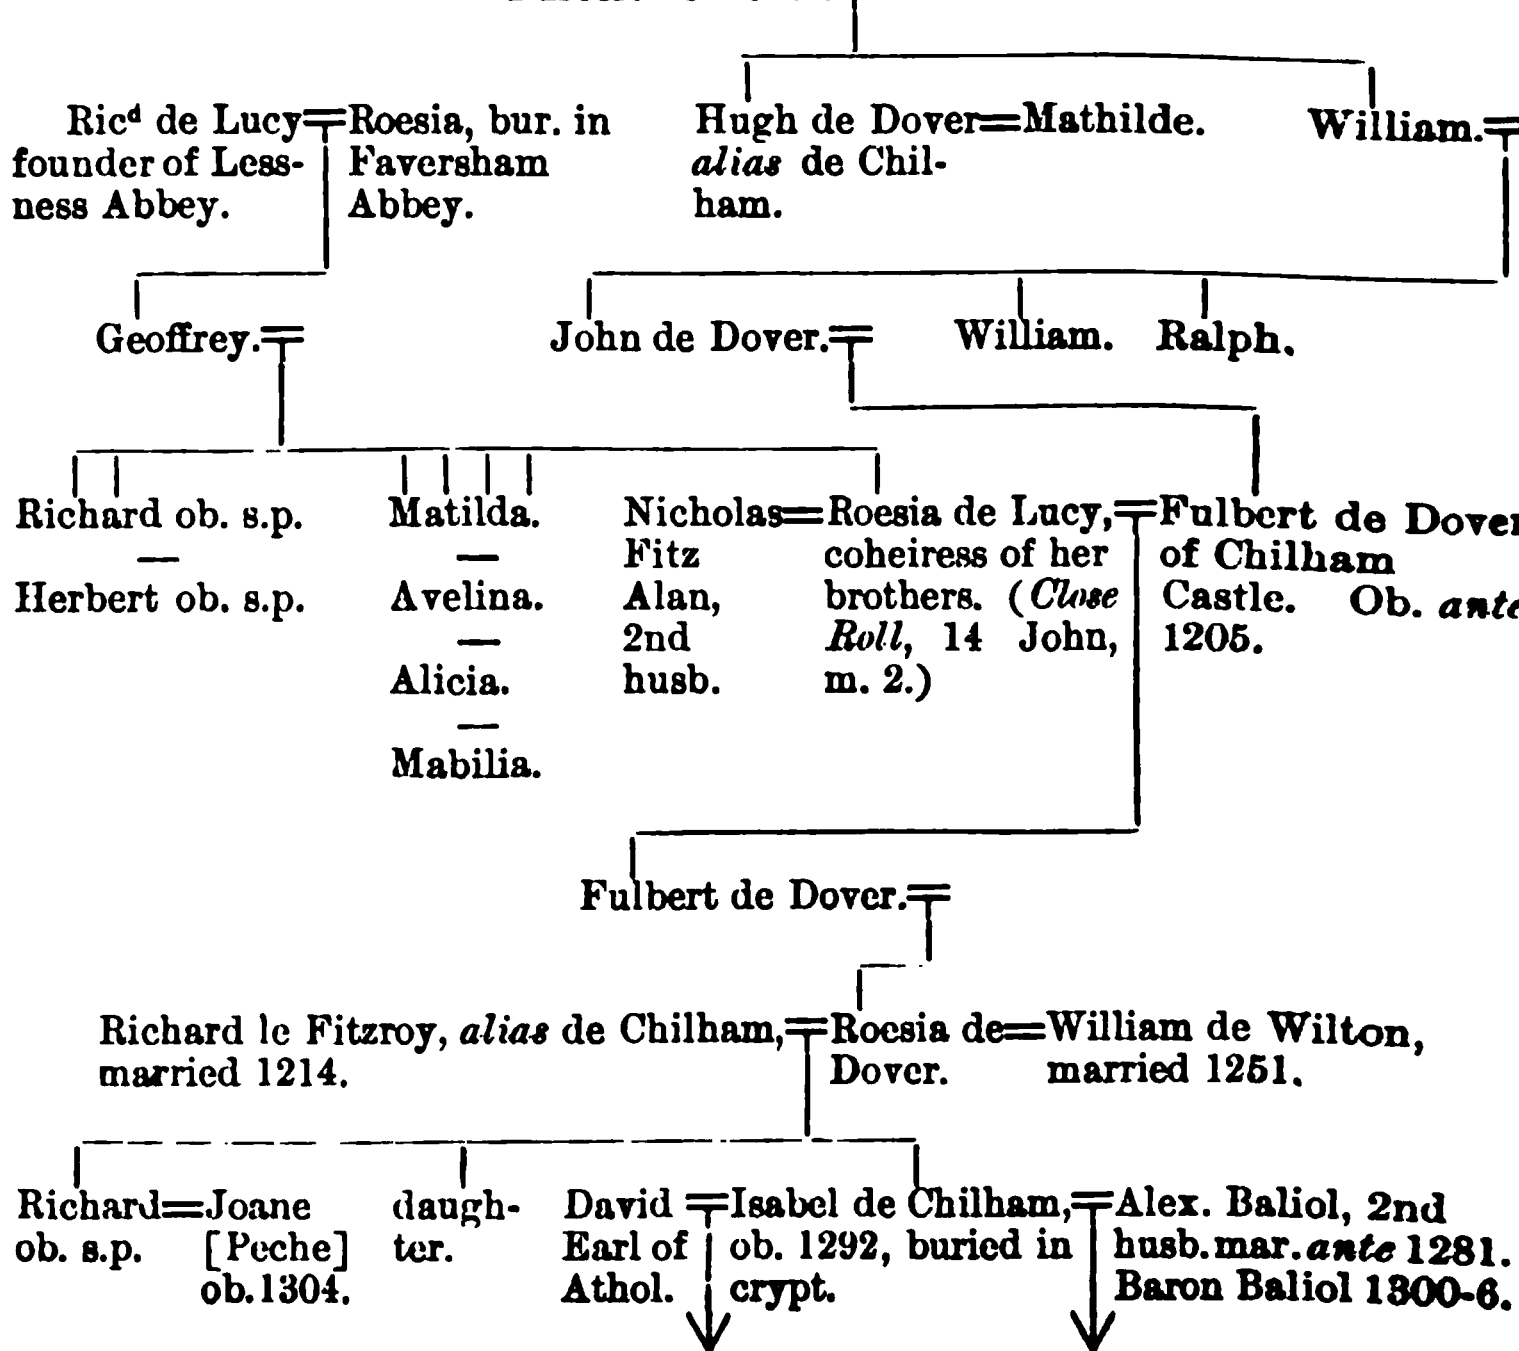 Ricᵈ de Lucy=Roesia, bur. in
founder of Less- Faversham
ness Abbey. Abbey.
Hugh de Dover=Mathilde.
alias de Chil-
ham.
William.=
Geoffrey.=
John de Dover.=
William.
Ralph.
Richard ob. s.p.
—
Herbert ob. s.p.
Matilda.
—
Avelina.
—
Alicia.
—
Mabilia.
Nicholas=
Fitz
Alan,
2nd
husb.
Roesia de Lucy,=
coheiress of her
brothers. (Close
Roll, 14 John,
m. 2.)
Fulbert de Dover
of Chilham
Castle. Ob. ante
1205.
Fulbert de Dover.=
Richard le Fitzroy, alias de Chilham,=
married 1214.
Roesia de=
Dover.
William de Wilton,
married 1251.
Richard=
ob. s.p.
Joane
[Peche]
ob. 1304.
daugh-
ter.
David =
Earl of
Athol.
Isabel de Chilham,=
ob. 1292, buried in
crypt.
Alex. Baliol, 2nd
husb. mar. ante 1281.
Baron Baliol 1300-6.